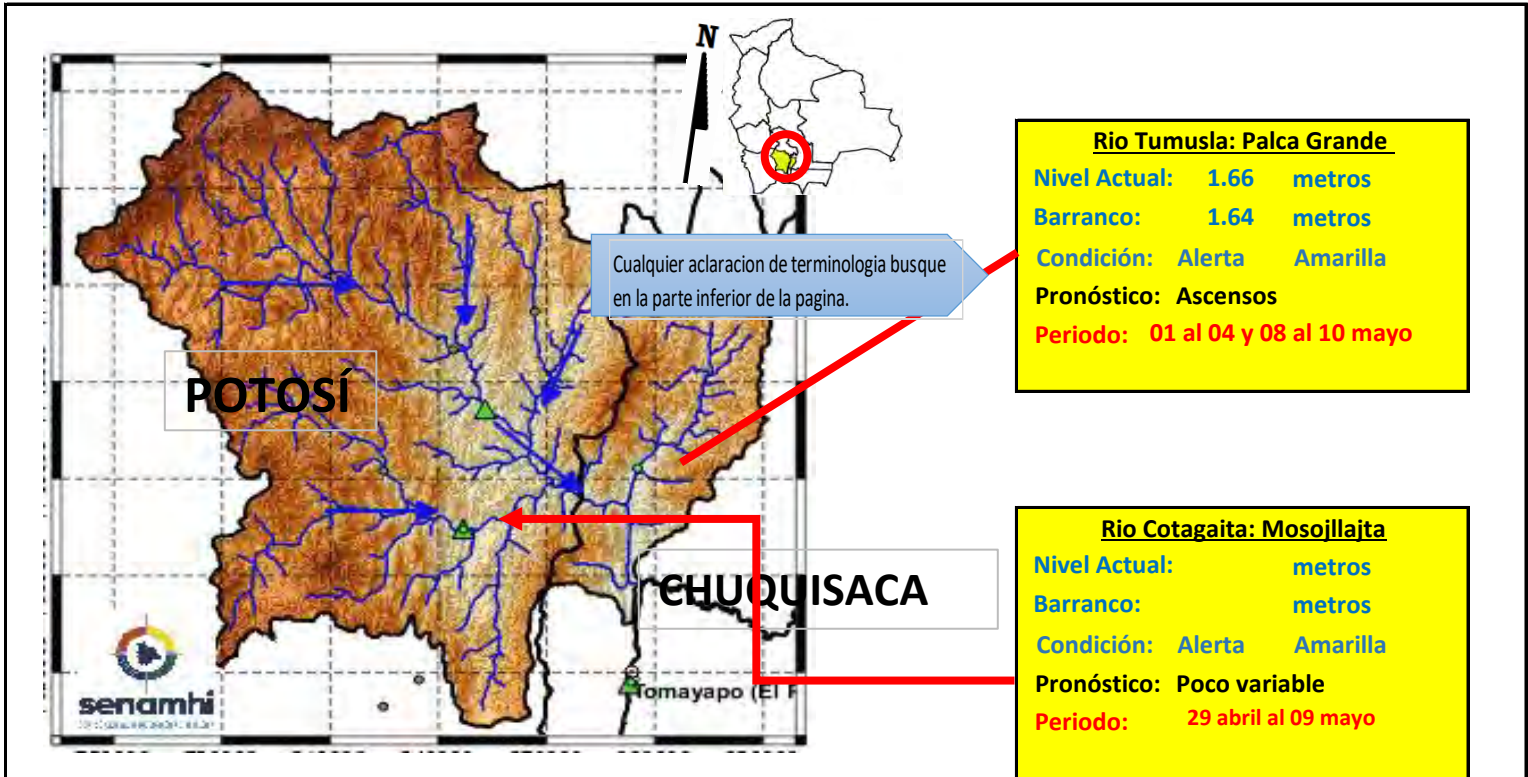 N
Cualquier aclaracion de terminologia busque
en la parte inferior de la pagina.
POTOSÍ
CHUQUISACA
Tomayapo (El
senamhi
Rio Tumusla: Palca Grande
Nivel Actual: 1.66 metros
Barranco: 1.64 metros
Condición: Alerta Amarilla
Pronóstico: Ascensos
Periodo: 01 al 04 y 08 al 10 mayo
Rio Cotagaita: Mosojllajta
Nivel Actual: metros
Barranco: metros
Condición: Alerta Amarilla
Pronóstico: Poco variable
Periodo: 29 abril al 09 mayo